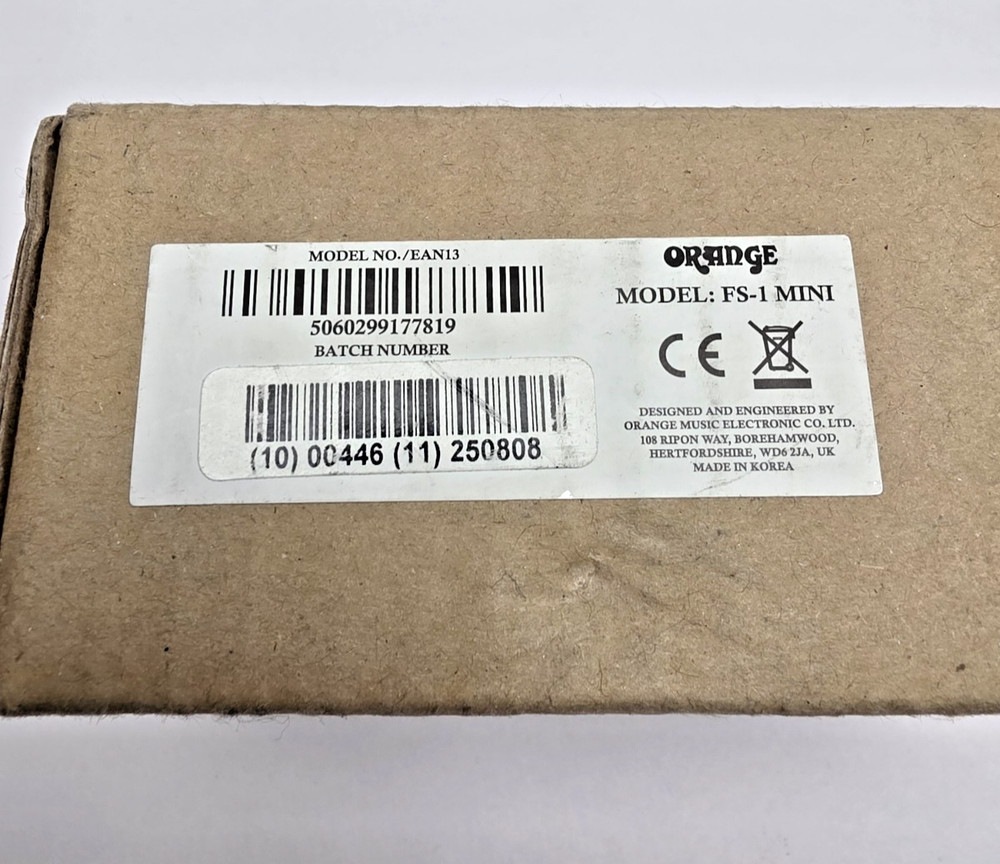 MODEL NO./EAN13
5060299177819
BATCH NUMBER
(10) 00446 (11) 250808
ORANGE
MODEL: FS-1 MINI
CE
DESIGNED AND ENGINEERED BY
ORANGE MUSIC ELECTRONIC CO. LTD.
108 RIPON WAY, BOREHAMWOOD,
HERTFORDSHIRE, WD6 2JA, UK
MADE IN KOREA